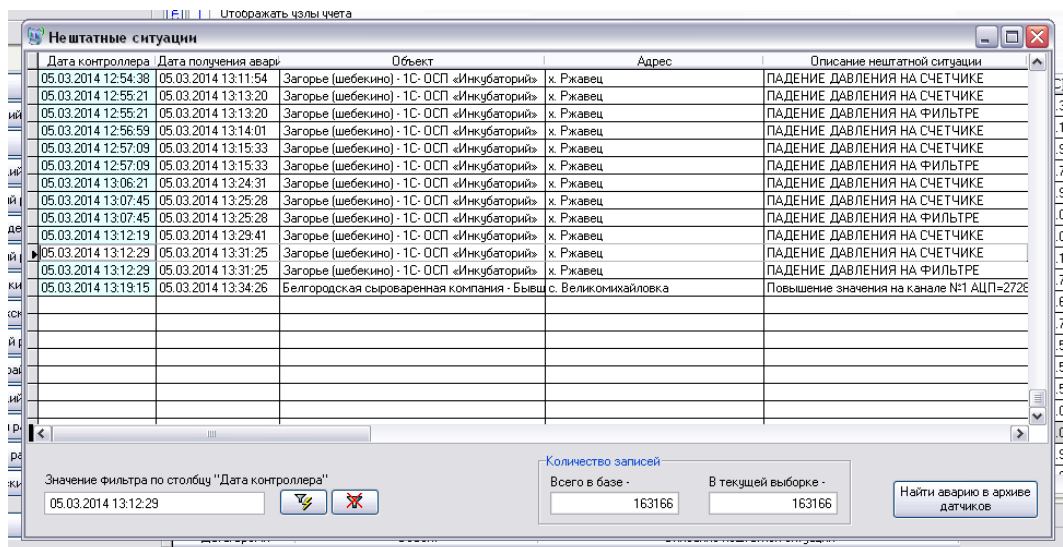 Отображать узлы учета
Нештатные ситуации
Дата контроллера Дата получения авари Объект Адрес Описание нештатной ситуации
05.03.2014 12:54:38 05.03.2014 13:11:54 Загорье (шебекино) - 1С- ОСП «Инкубаторий» х. Ржавец ПАДЕНИЕ ДАВЛЕНИЯ НА СЧЕТЧИКЕ
05.03.2014 12:55:21 05.03.2014 13:13:20 Загорье (шебекино) - 1С- ОСП «Инкубаторий» х. Ржавец ПАДЕНИЕ ДАВЛЕНИЯ НА СЧЕТЧИКЕ
05.03.2014 12:55:21 05.03.2014 13:13:20 Загорье (шебекино) - 1С- ОСП «Инкубаторий» х. Ржавец ПАДЕНИЕ ДАВЛЕНИЯ НА ФИЛЬТРЕ
05.03.2014 12:56:59 05.03.2014 13:14:01 Загорье (шебекино) - 1С- ОСП «Инкубаторий» х. Ржавец ПАДЕНИЕ ДАВЛЕНИЯ НА СЧЕТЧИКЕ
05.03.2014 12:57:09 05.03.2014 13:15:33 Загорье (шебекино) - 1С- ОСП «Инкубаторий» х. Ржавец ПАДЕНИЕ ДАВЛЕНИЯ НА СЧЕТЧИКЕ
05.03.2014 12:57:09 05.03.2014 13:15:33 Загорье (шебекино) - 1С- ОСП «Инкубаторий» х. Ржавец ПАДЕНИЕ ДАВЛЕНИЯ НА ФИЛЬТРЕ
05.03.2014 13:06:21 05.03.2014 13:24:31 Загорье (шебекино) - 1С- ОСП «Инкубаторий» х. Ржавец ПАДЕНИЕ ДАВЛЕНИЯ НА СЧЕТЧИКЕ
05.03.2014 13:07:45 05.03.2014 13:25:28 Загорье (шебекино) - 1С- ОСП «Инкубаторий» х. Ржавец ПАДЕНИЕ ДАВЛЕНИЯ НА СЧЕТЧИКЕ
05.03.2014 13:07:45 05.03.2014 13:25:28 Загорье (шебекино) - 1С- ОСП «Инкубаторий» х. Ржавец ПАДЕНИЕ ДАВЛЕНИЯ НА ФИЛЬТРЕ
05.03.2014 13:12:19 05.03.2014 13:29:41 Загорье (шебекино) - 1С- ОСП «Инкубаторий» х. Ржавец ПАДЕНИЕ ДАВЛЕНИЯ НА СЧЕТЧИКЕ
05.03.2014 13:12:29 05.03.2014 13:31:25 Загорье (шебекино) - 1С- ОСП «Инкубаторий» х. Ржавец ПАДЕНИЕ ДАВЛЕНИЯ НА СЧЕТЧИКЕ
05.03.2014 13:12:29 05.03.2014 13:31:25 Загорье (шебекино) - 1С- ОСП «Инкубаторий» х. Ржавец ПАДЕНИЕ ДАВЛЕНИЯ НА ФИЛЬТРЕ
05.03.2014 13:19:15 05.03.2014 13:34:26 Белгородская сыроваренная компания - Бывш с. Великомихайловка Повышение значения на канале №1 АЦП=2728
Количество записей
Значение фильтра по столбцу "Дата контроллера" Всего в базе - В текущей выборке -
05.03.2014 13:12:29 163166 163166
Найти аварию в архиве
датчиков